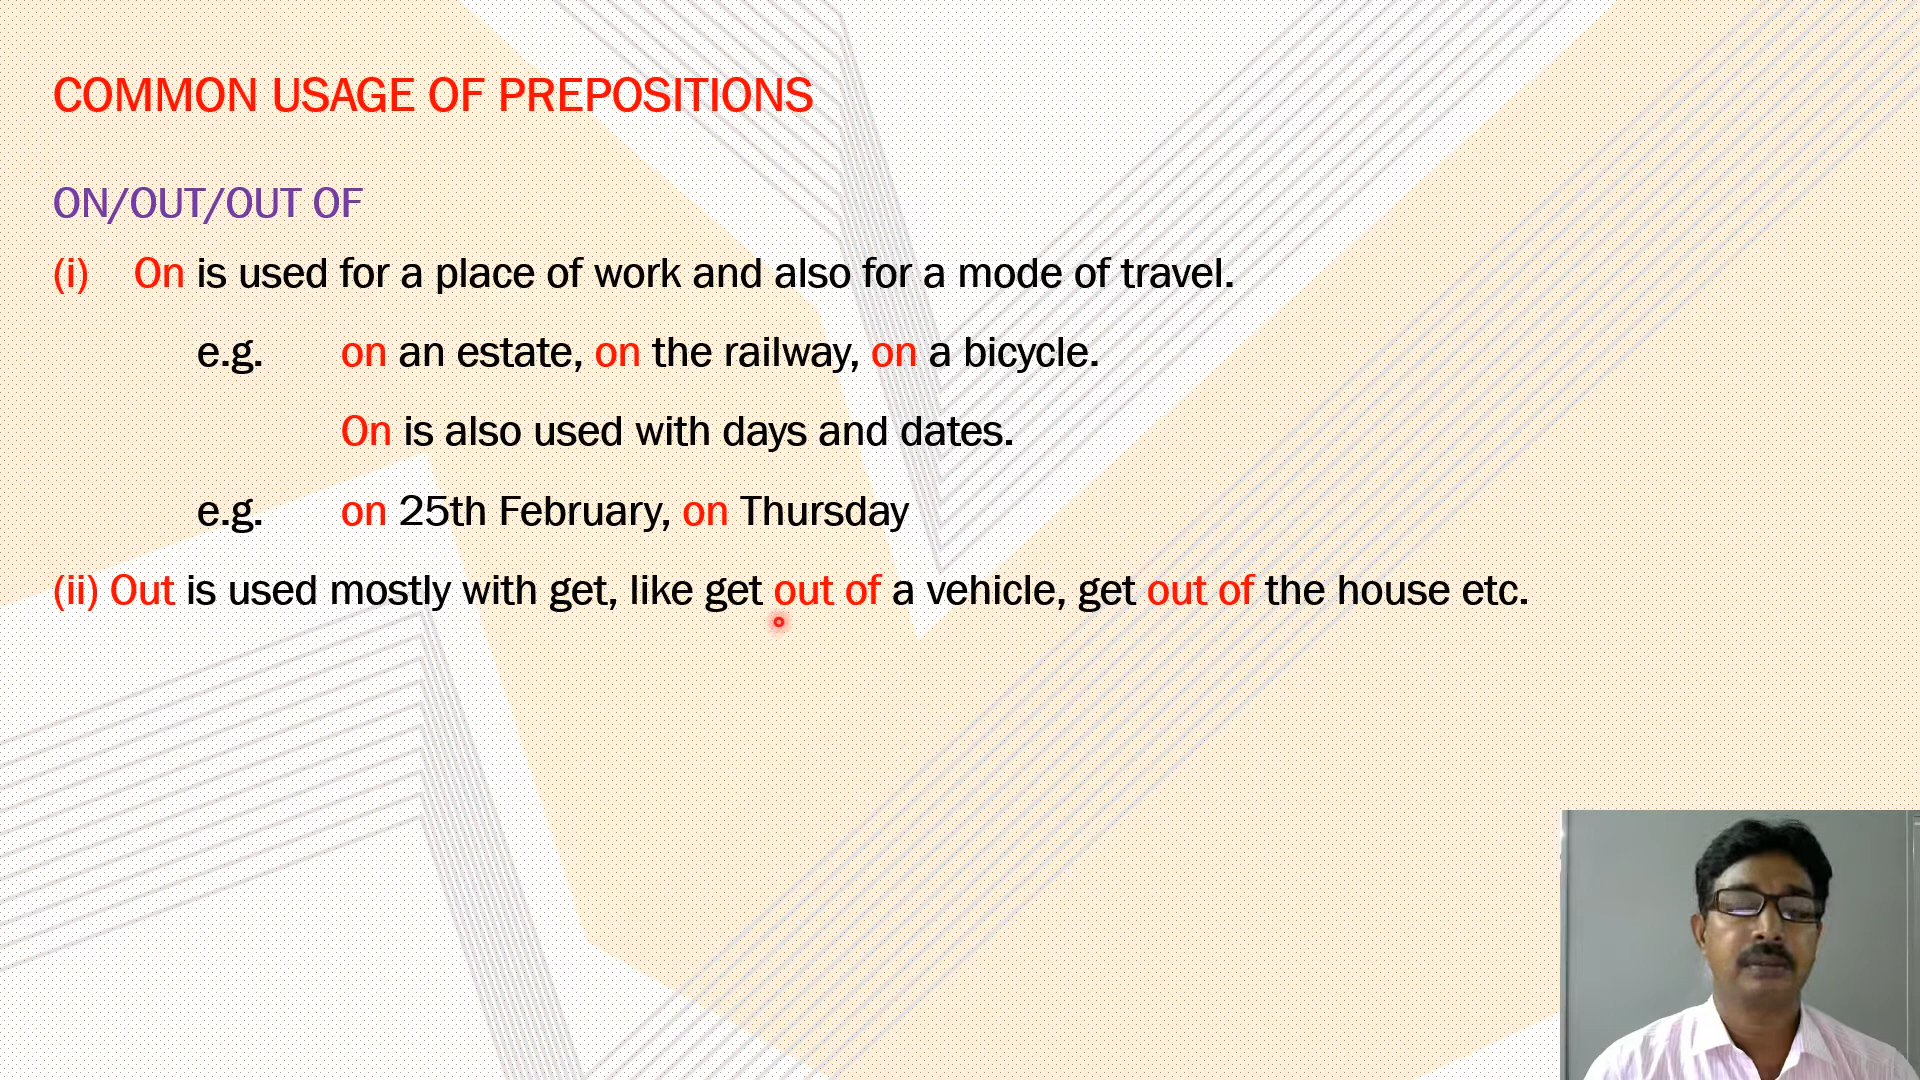 COMMON USAGE OF PREPOSITIONS
ON/OUT/OUT OF
(i) On is used for a place of work and also for a mode of travel.
e.g. on an estate, on the railway, on a bicycle.
On is also used with days and dates.
e.g. on 25th February, on Thursday
(ii) Out is used mostly with get, like get out of a vehicle, get out of the house etc.